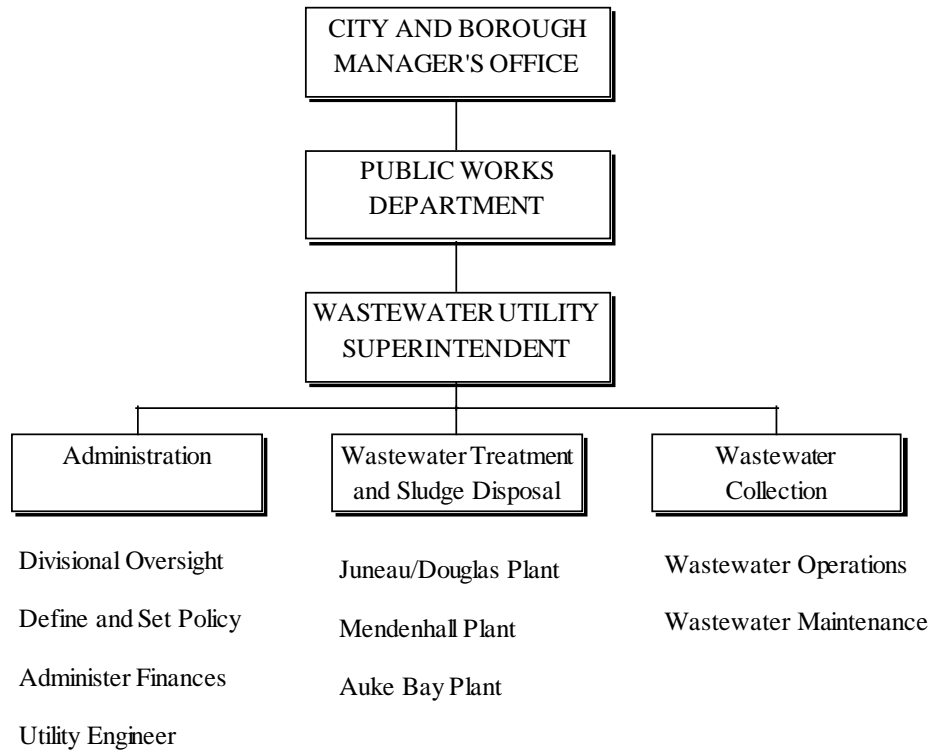 CITY AND BOROUGH
MANAGER'S OFFICE
PUBLIC WORKS
DEPARTMENT
WASTEWATER UTILITY
SUPERINTENDENT
Administration
Wastewater Treatment
and Sludge Disposal
Wastewater
Collection
Divisional Oversight
Define and Set Policy
Administer Finances
Utility Engineer
Juneau/Douglas Plant
Mendenhall Plant
Auke Bay Plant
Wastewater Operations
Wastewater Maintenance